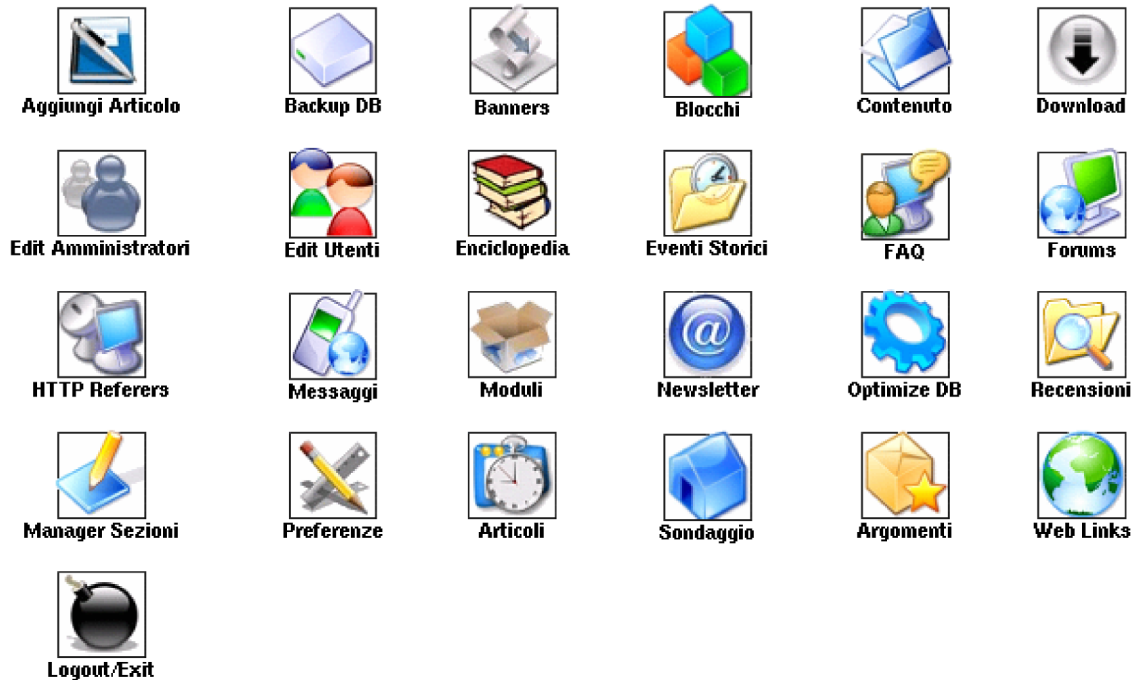 Aggiungi Articolo
Backup DB
Banners
Blocchi
Contenuto
Download
Edit Amministratori
Edit Utenti
Enciclopedia
Eventi Storici
FAQ
Forums
HTTP Referers
Messaggi
Moduli
Newsletter
Optimize DB
Recensioni
Manager Sezioni
Preferenze
Articoli
Sondaggio
Argomenti
Web Links
Logout/Exit